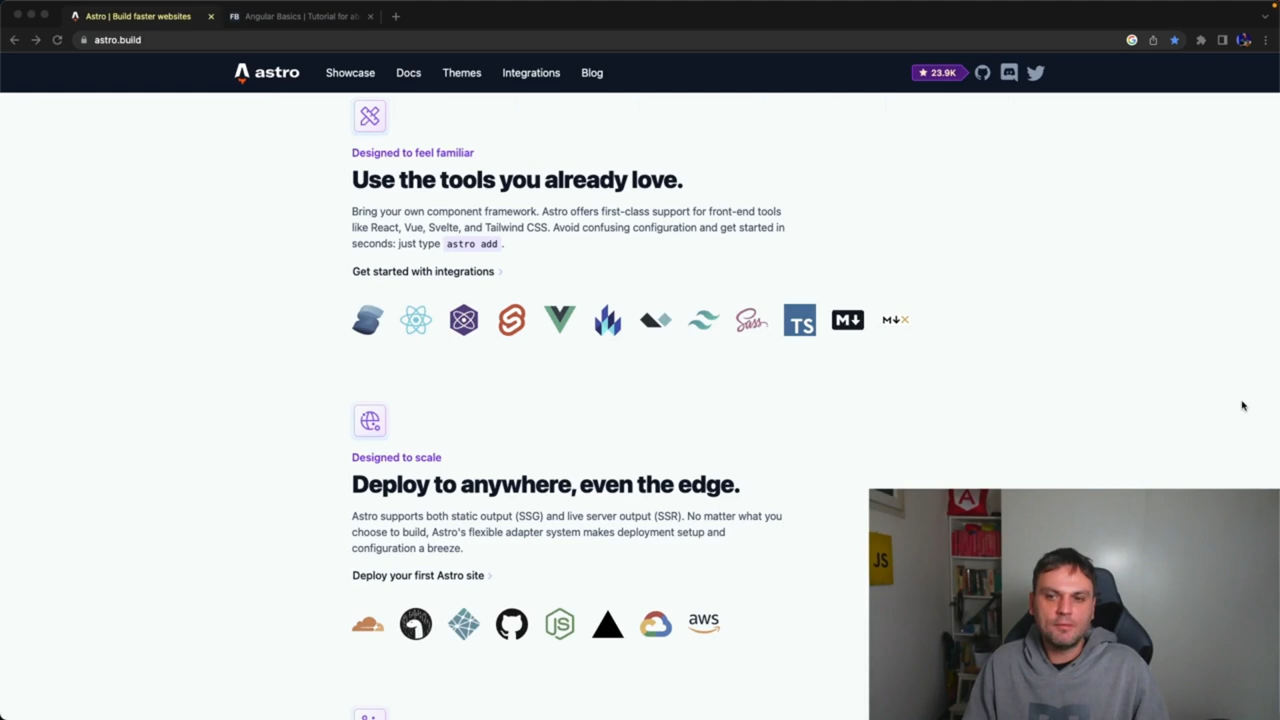 Astro | Build faster websites
FB Angular Basics | Tutorial for ab
astro.build
astro Showcase Docs Themes Integrations Blog 23.9K
Designed to feel familiar
Use the tools you already love.
Bring your own component framework. Astro offers first-class support for front-end tools
like React, Vue, Svelte, and Tailwind CSS. Avoid confusing configuration and get started in
seconds: just type astro add.
Get started with integrations
Sass TS M M X
Designed to scale
Deploy to anywhere, even the edge.
Astro supports both static output (SSG) and live server output (SSR). No matter what you
choose to build, Astro's flexible adapter system makes deployment setup and
configuration a breeze.
Deploy your first Astro site
JS aws
A
JS